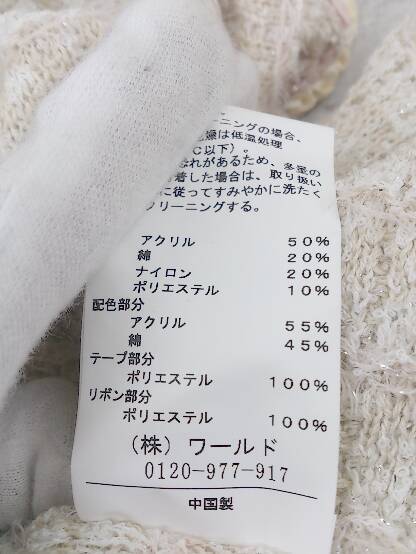 ニングの場合、
燥は低温処理
℃以下)。
れがあるため、多湿の
着した場合は、取り扱い
に従ってすみやかに洗たく
クリーニングする。
アクリル 50%
綿 20%
ナイロン 20%
ポリエステル 10%
配色部分
アクリル 55%
綿 45%
テープ部分
ポリエステル 100%
リボン部分
ポリエステル 100%
(株)ワールド
0120-977-917
中国製